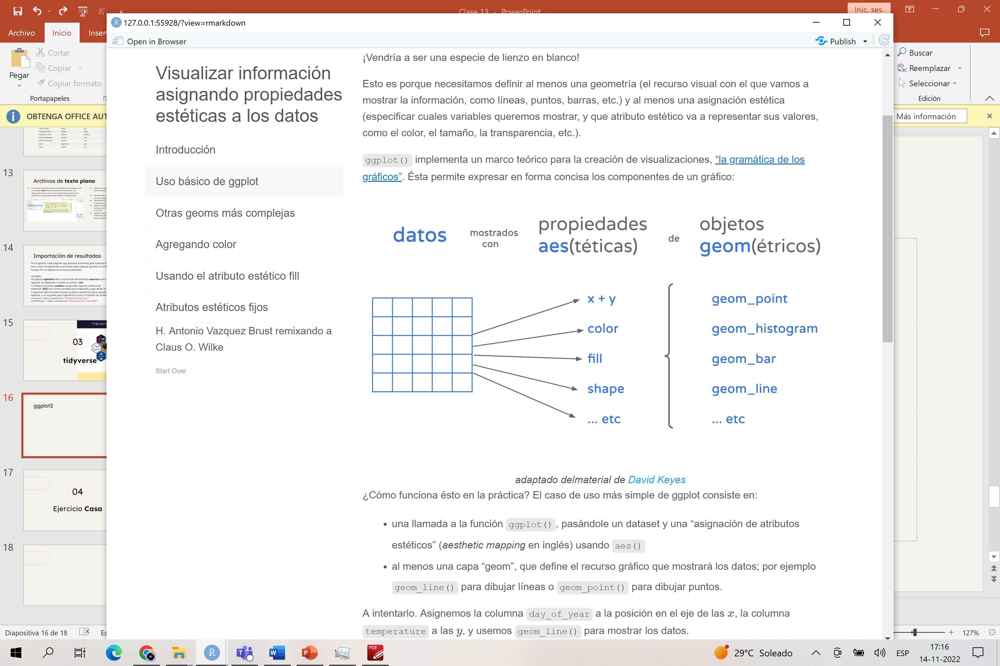 Clase 13 - PowerPoint
Inic. ses.
Archivo
Inicio
127.0.0.1:55928/?view=rmarkdown
Open in Browser
Publish
Pegar
Cortar
Copiar
Copiar formato
Portapapeles
Buscar
Reemplazar
Seleccionar
Edición
OBTENGA OFFICE
Más información
Visualizar información
asignando propiedades
estéticas a los datos
Introducción
Uso básico de ggplot
Otras geoms más complejas
Agregando color
Usando el atributo estético fill
Atributos estéticos fijos
H. Antonio Vazquez Brust remixando a
Claus O. Wilke
Start Over
¡Vendría a ser una especie de lienzo en blanco!
Esto es porque necesitamos definir al menos una geometría (el recurso visual con el que vamos a
mostrar la información, como líneas, puntos, barras, etc.) y al menos una asignación estética
(especificar cuales variables queremos mostrar, y que atributo estético va a representar sus valores,
como el color, el tamaño, la transparencia, etc.).
ggplot() implementa un marco teórico para la creación de visualizaciones, “la gramática de los
gráficos”. Ésta permite expresar en forma concisa los componentes de un gráfico:
datos
mostrados
con
propiedades
aes(téticas)
de
objetos
geom(étricos)
x + y
color
fill
shape
... etc
geom_point
geom_histogram
geom_bar
geom_line
... etc
adaptado delmaterial de David Keyes
¿Cómo funciona ésto en la práctica? El caso de uso más simple de ggplot consiste en:
• una llamada a la función ggplot(), pasándole un dataset y una “asignación de atributos
estéticos” (aesthetic mapping en inglés) usando aes()
• al menos una capa “geom”, que define el recurso gráfico que mostrará los datos; por ejemplo
geom_line() para dibujar líneas o geom_point() para dibujar puntos.
A intentarlo. Asignemos la columna day_of_year a la posición en el eje de las x, la columna
temperature a las y, y usemos geom_line() para mostrar los datos.
13
Archivos de texto plano
14
Importación de resultados
15
03
tidyverse
16
ggplot2
17
04
Ejercicio Casa
18
Diapositiva 16 de 18
127%
29°C Soleado
ESP
17:16
14-11-2022